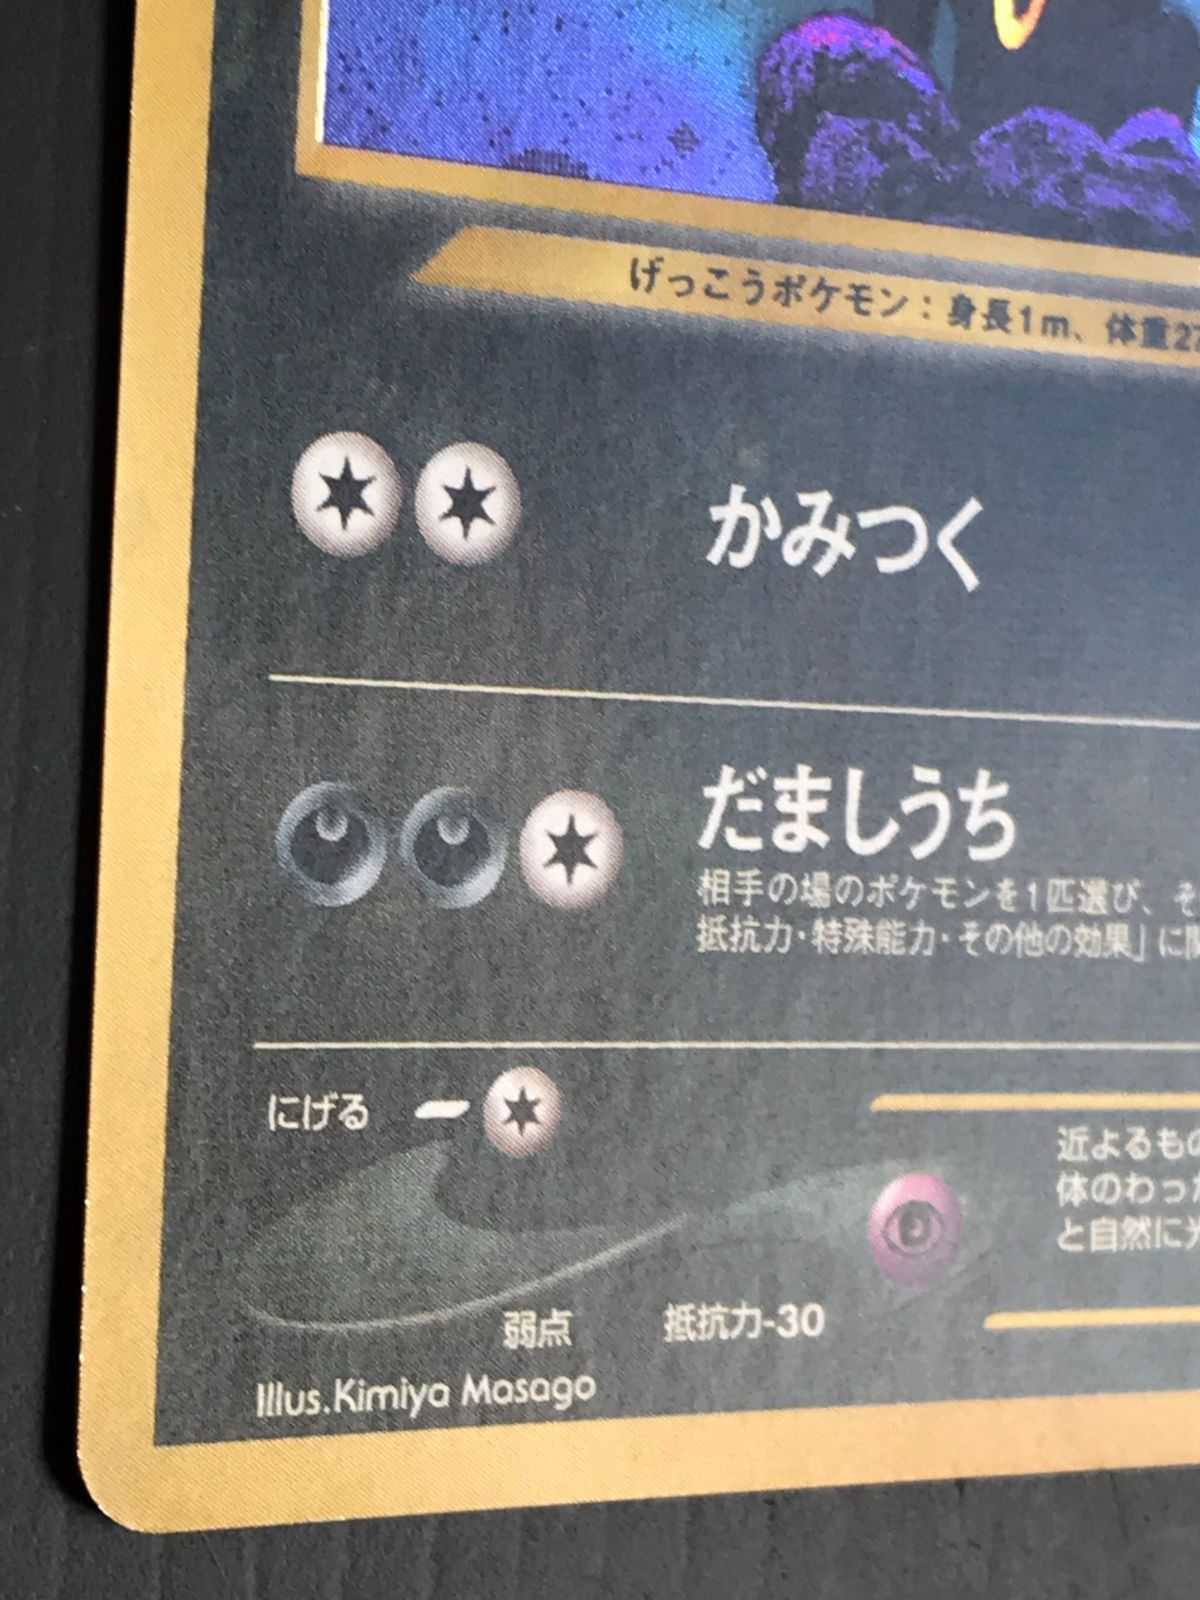 げっこうポケモン：身長1m、体重27
かみつく
だましうち
相手の場のポケモンを1匹選び、そ
抵抗力・特殊能力・その他の効果」に
にげる
近よるもの
体のわっ
と自然に
弱点 抵抗力-30
Illus.Kimiya Masago